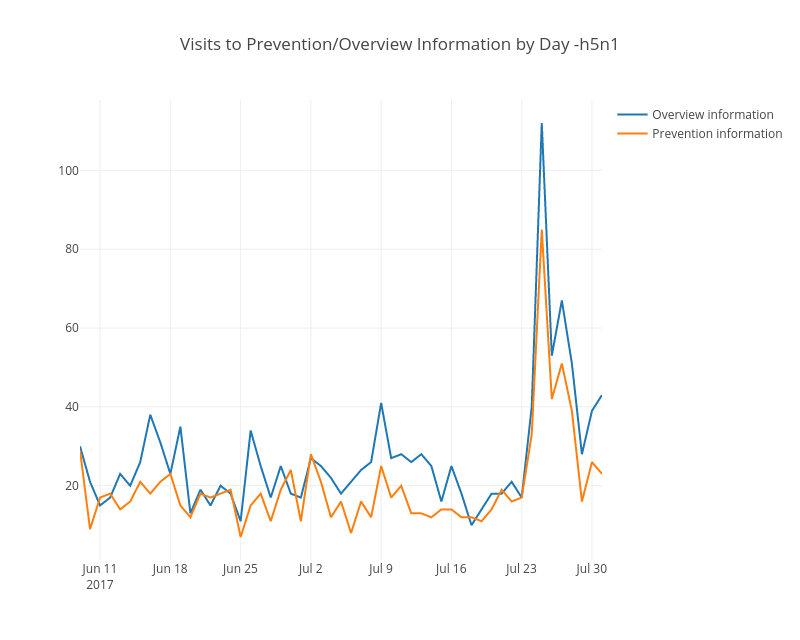 Visits to Prevention/Overview Information by Day -h5n1
Overview information
Prevention information
100
80
60
40
20
Jun 11
2017
Jun 18
Jun 25
Jul 2
Jul 9
Jul 16
Jul 23
Jul 30